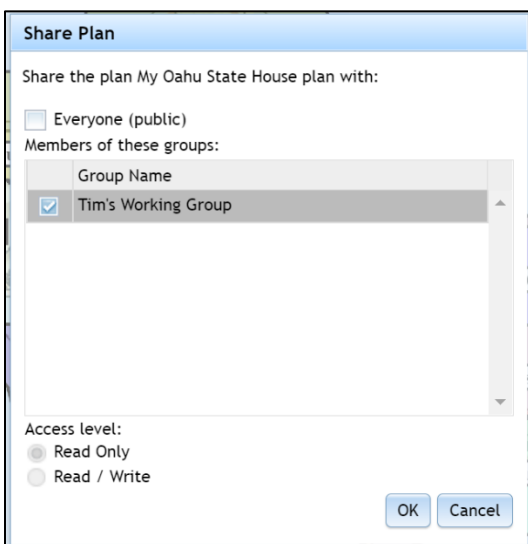 Share Plan
Share the plan My Oahu State House plan with:
Everyone (public)
Members of these groups:
Group Name
Tim's Working Group
Access level:
Read Only
Read / Write
OK Cancel